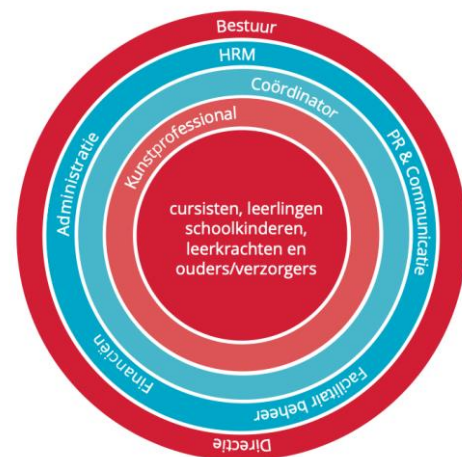 Bestuur
HRM
Coördinator
Kunstprofessional
Administratie
PR & Communicatie
cursisten, leerlingen
schoolkinderen,
leerkrachten en
ouders/verzorgers
Financiën
Facilitair beheer
Directie